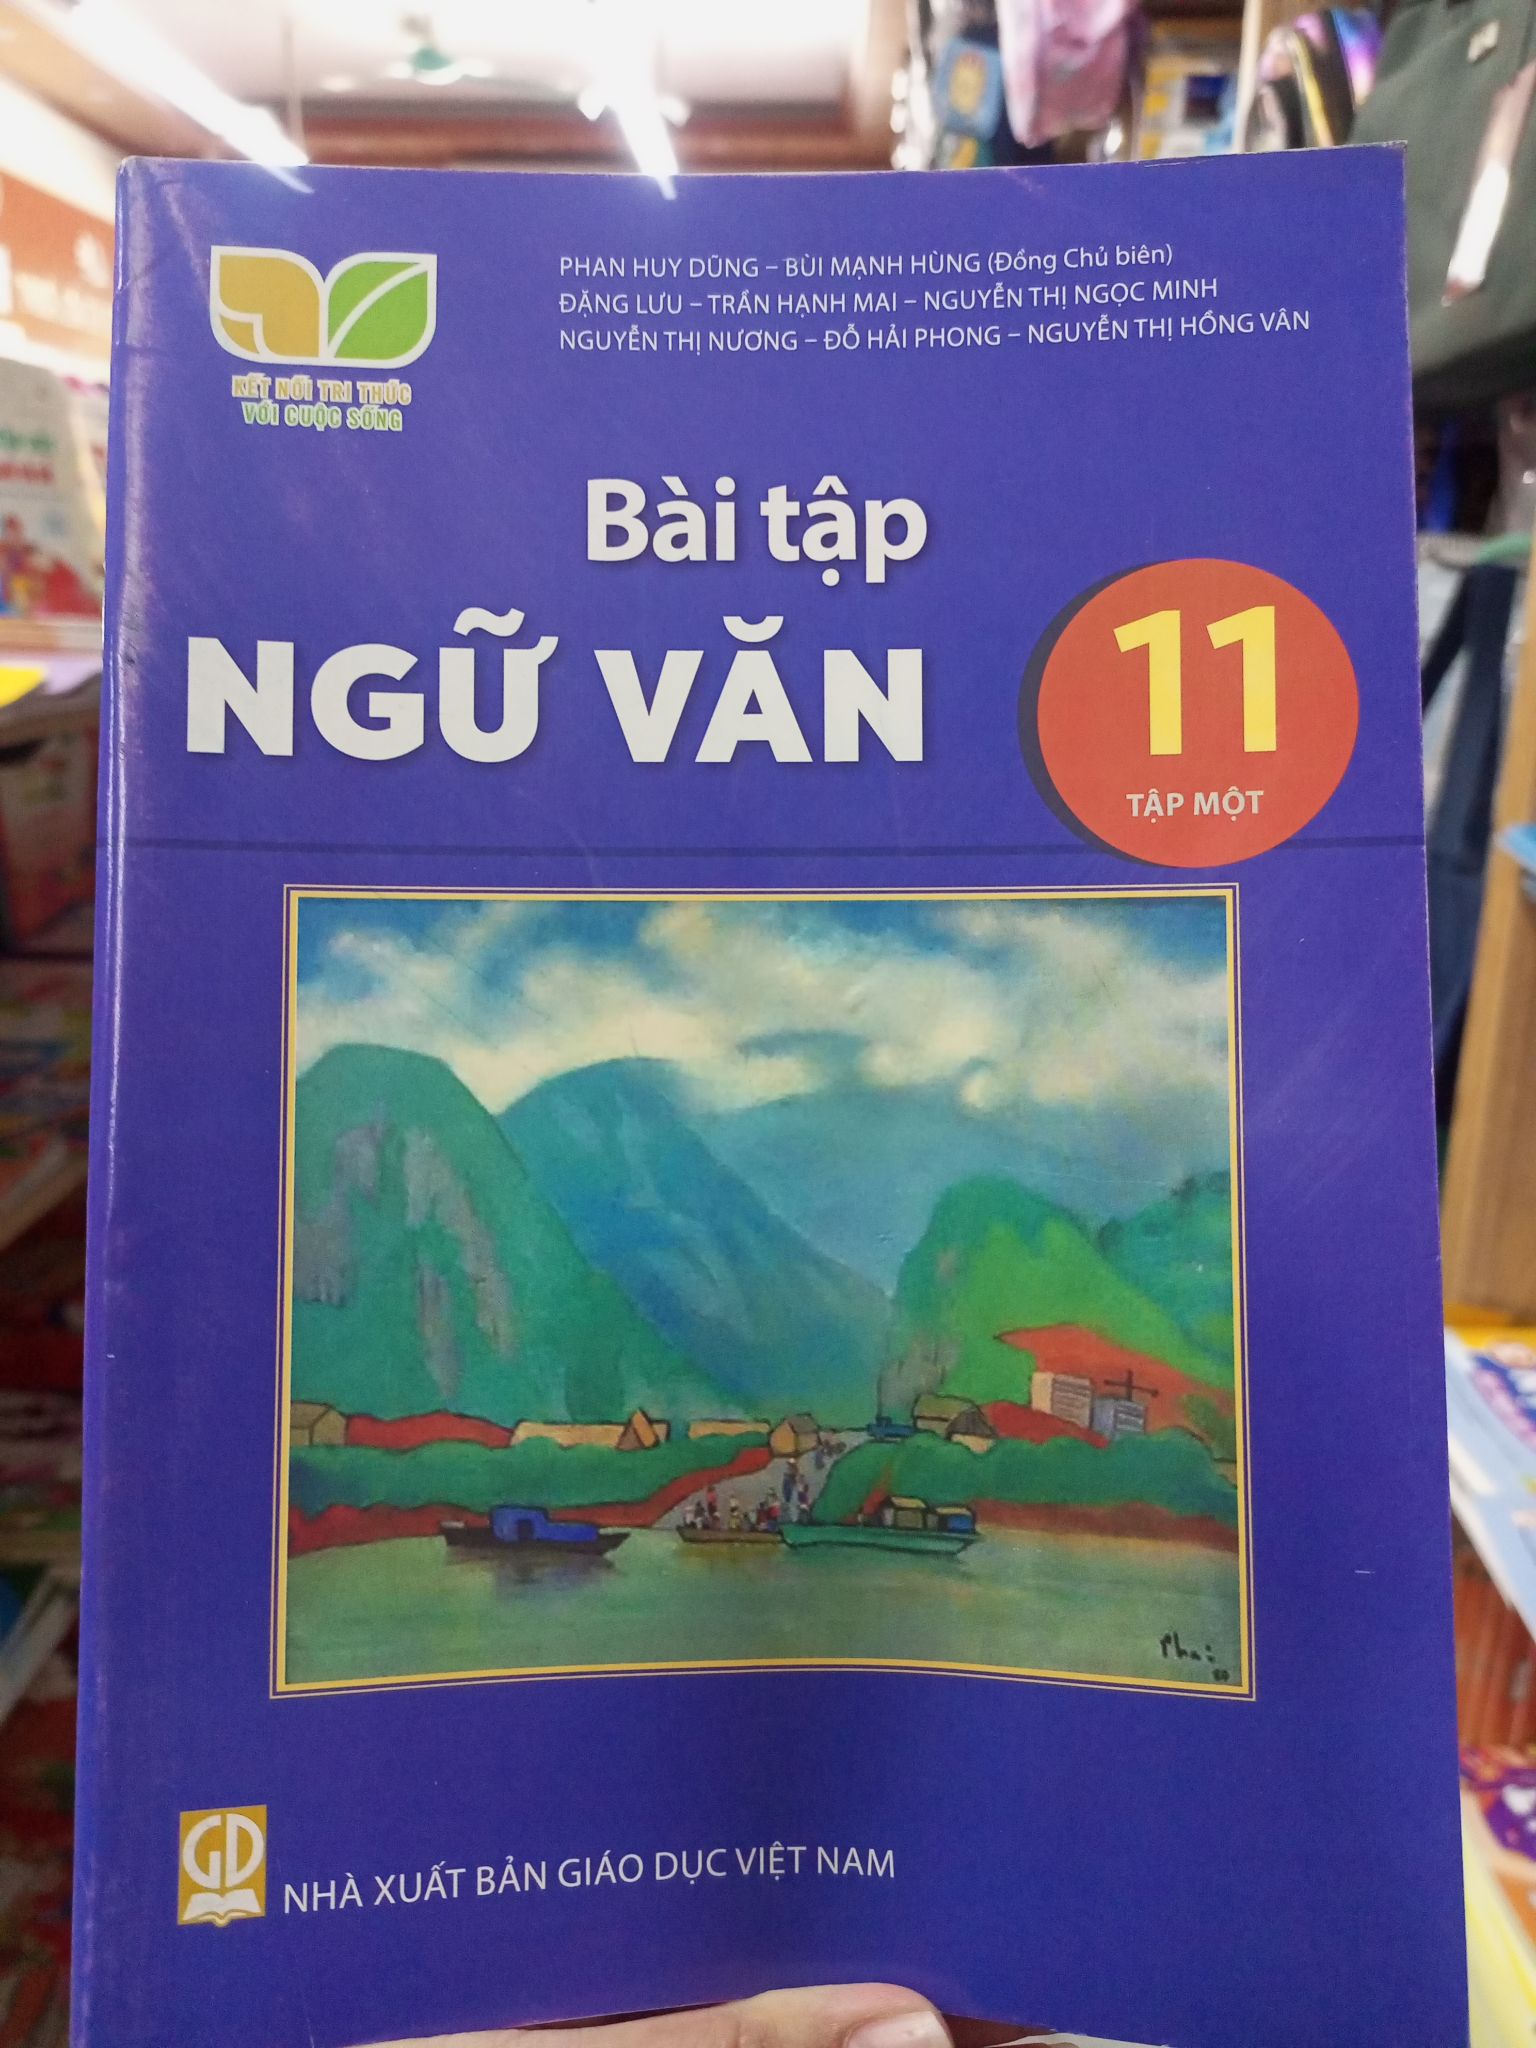 PHAN HUY DŨNG – BÙI MẠNH HÙNG (Đồng Chủ biên)
ĐẶNG LƯU – TRẦN HẠNH MAI – NGUYỄN THỊ NGỌC MINH
NGUYỄN THỊ NƯƠNG – ĐỖ HẢI PHONG – NGUYỄN THỊ HỒNG VÂN
KẾT NỐI TRI THỨC
VỚI CUỘC SỐNG
Bài tập
NGỮ VĂN
11
TẬP MỘT
Phai
GD
NHÀ XUẤT BẢN GIÁO DỤC VIỆT NAM